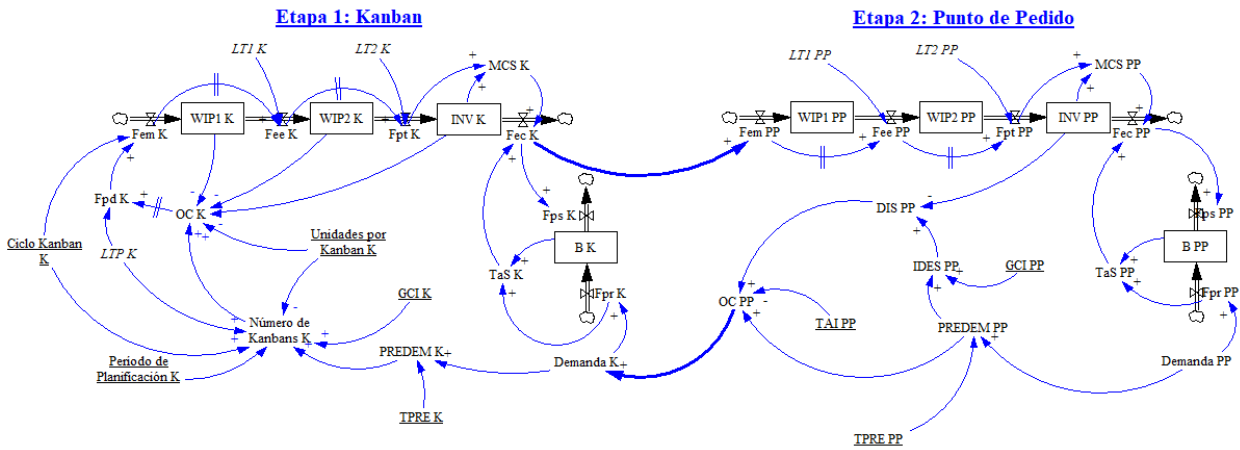 Etapa 1: Kanban
Etapa 2: Punto de Pedido
LT1 K
LT2 K
MCS K
WIP1 K
WIP2 K
INV K
Fem K
Fee K
Fpt K
Fec K
Fpd K
OC K
Fps K
Ciclo Kanban
K
LTP K
Unidades por
Kanban K
B K
TaS K
GCI K
Fpr K
Número de
Kanbans K
Periodo de
Planificación K
PREDEM K
Demanda K
TPRE K
LT1 PP
LT2 PP
MCS PP
WIP1 PP
WIP2 PP
INV PP
Fem PP
Fee PP
Fpt PP
Fec PP
DIS PP
Fps PP
B PP
IDES PP
GCI PP
TaS PP
Fpr PP
OC PP
TAI PP
PREDEM PP
Demanda PP
TPRE PP